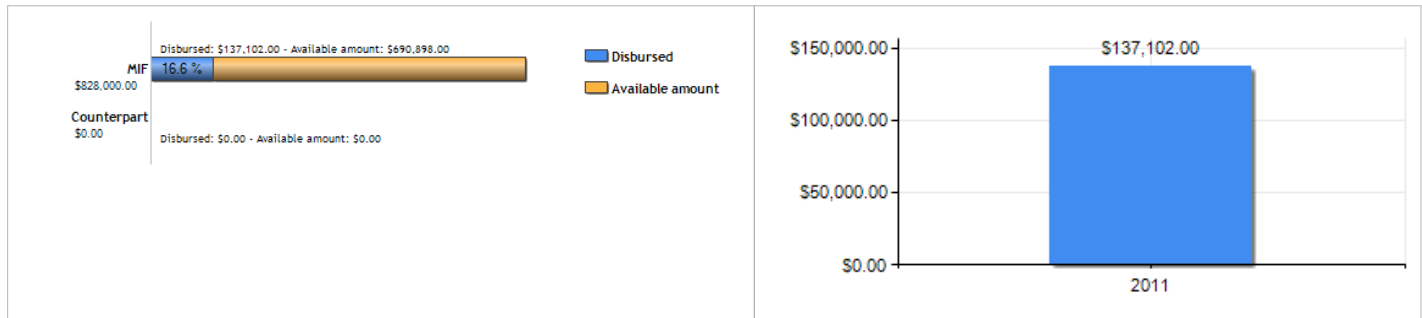 Disbursed: $137,102.00 - Available amount: $690,898.00
MIF
16.6 %
$828,000.00
Counterpart
$0.00
Disbursed: $0.00 - Available amount: $0.00
Disbursed
Available amount
$150,000.00
$137,102.00
$100,000.00
$50,000.00
$0.00
2011